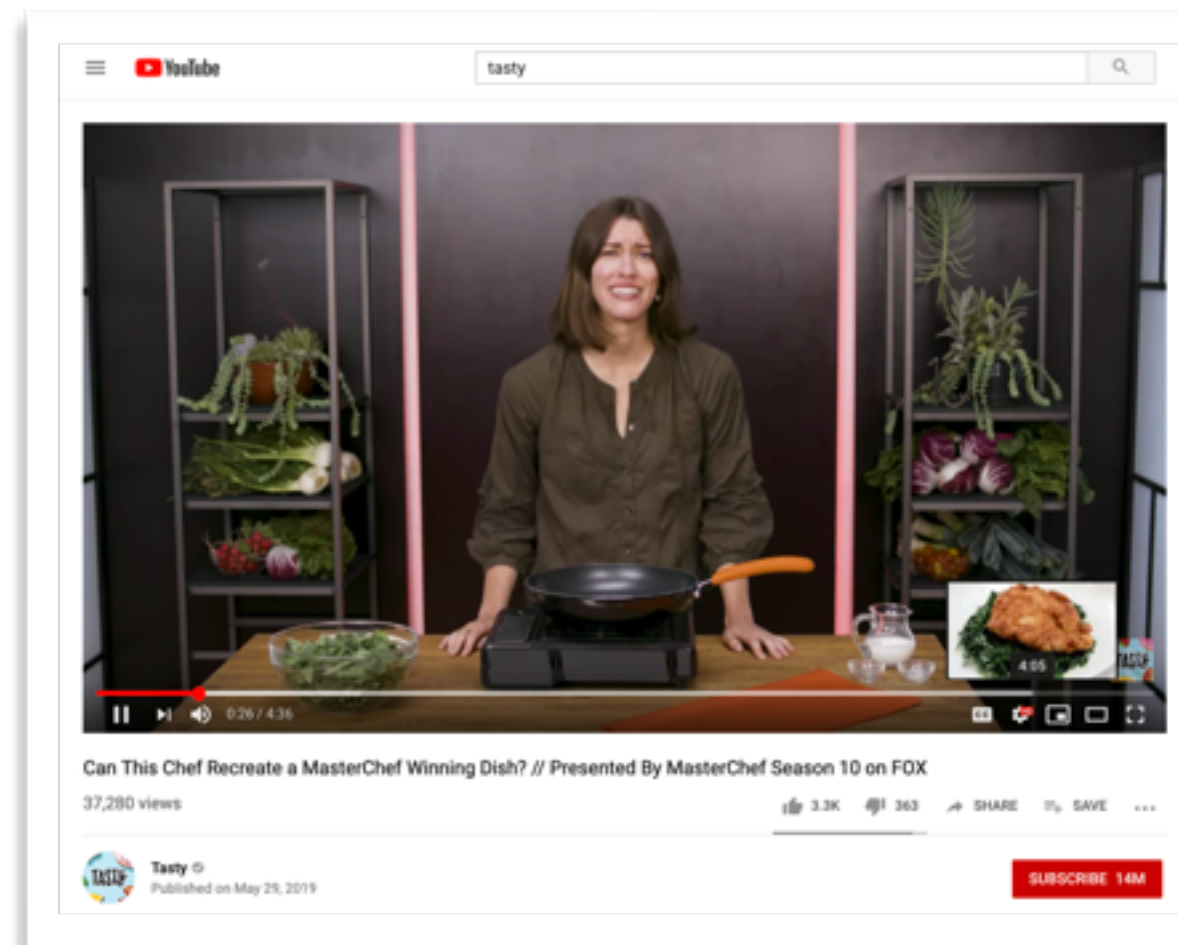 YouTube
tasty
4:05
TASTY
0:26 / 4:36
CC
Can This Chef Recreate a MasterChef Winning Dish? // Presented By MasterChef Season 10 on FOX
37,280 views
3.3K 363 SHARE SAVE ...
TASTY
Tasty
Published on May 29, 2019
SUBSCRIBE 14M